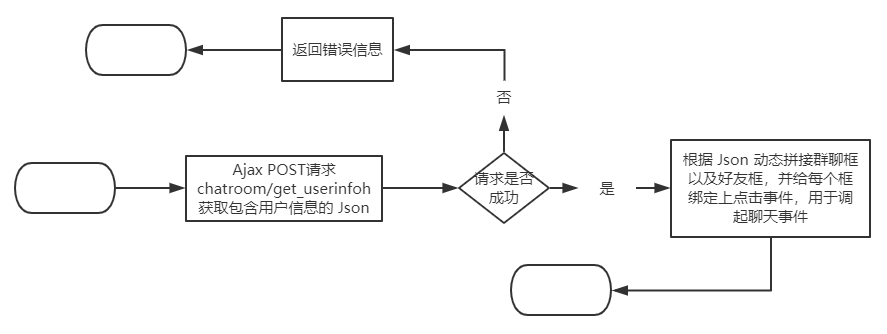 返回错误信息
否
Ajax POST请求
chatroom/get_userinfoh
获取包含用户信息的 Json
请求是否
成功
是
根据 Json 动态拼接群聊框
以及好友框，并给每个框
绑定上点击事件，用于调
起聊天事件